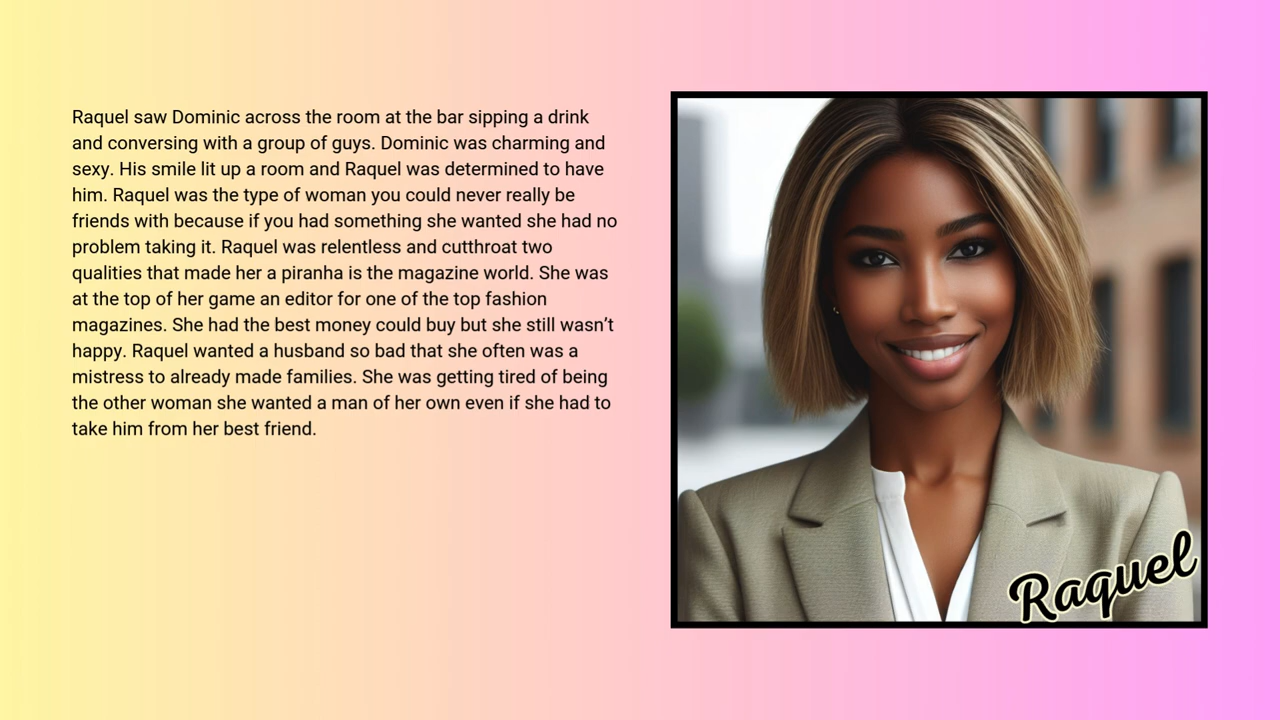 Raquel saw Dominic across the room at the bar sipping a drink
and conversing with a group of guys. Dominic was charming and
sexy. His smile lit up a room and Raquel was determined to have
him. Raquel was the type of woman you could never really be
friends with because if you had something she wanted she had no
problem taking it. Raquel was relentless and cutthroat two
qualities that made her a piranha is the magazine world. She was
at the top of her game an editor for one of the top fashion
magazines. She had the best money could buy but she still wasn’t
happy. Raquel wanted a husband so bad that she often was a
mistress to already made families. She was getting tired of being
the other woman she wanted a man of her own even if she had to
take him from her best friend.
Raquel